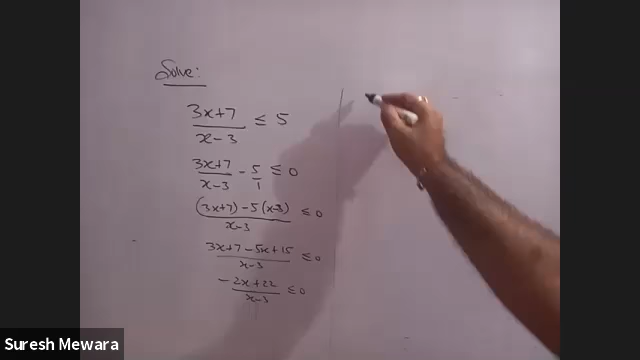 Solve:
3x+7 / x-3 ≤ 5
3x+7 / x-3 - 5/1 ≤ 0
(3x+7) - 5(x-3) / x-3 ≤ 0
3x+7-5x+15 / x-3 ≤ 0
-2x+22 / x-3 ≤ 0
Suresh Mewara